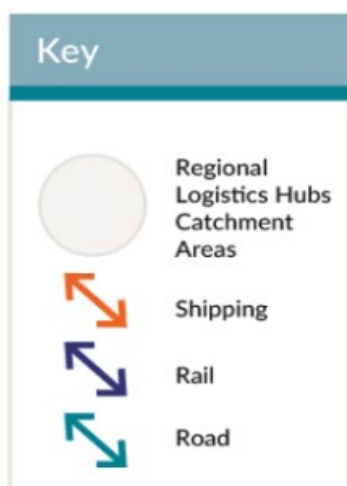 Key
Regional
Logistics Hubs
Catchment
Areas
Shipping
Rail
Road